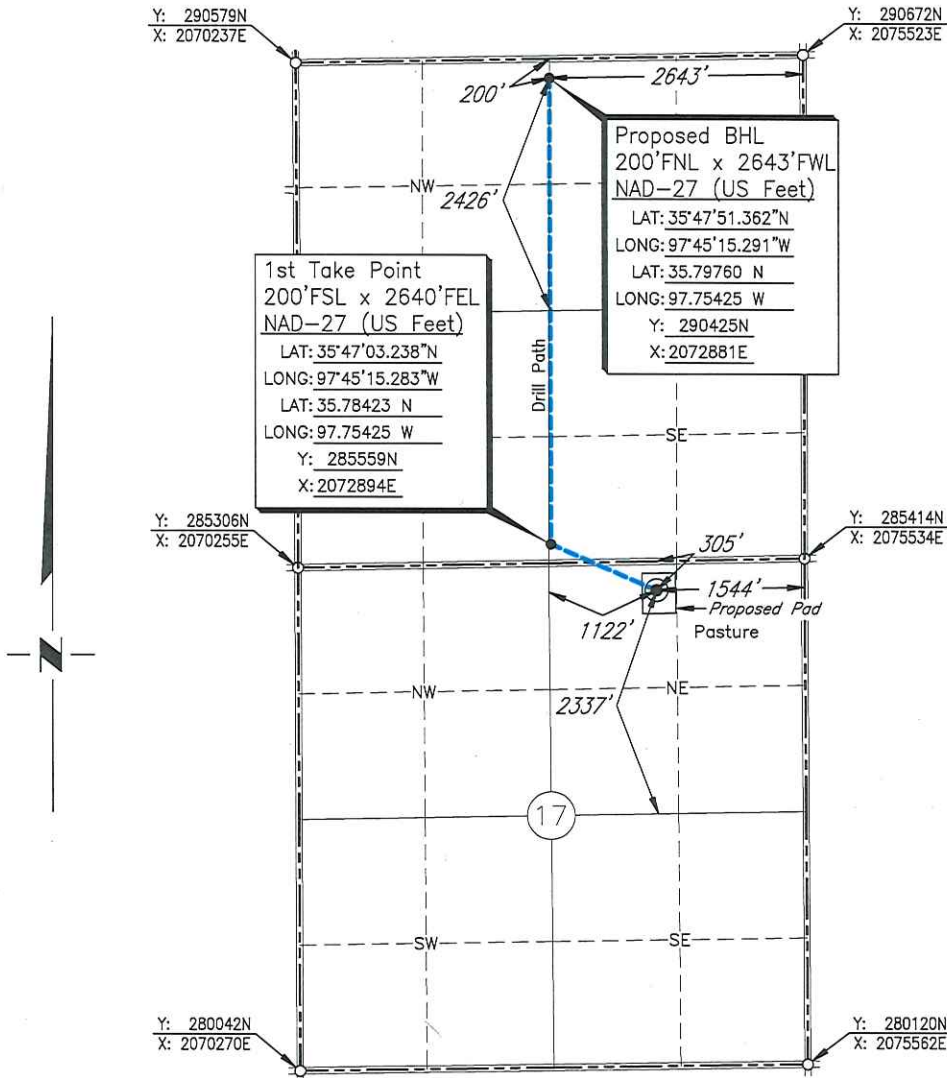 Y: 290579N
X: 2070237E
Y: 290672N
X: 2075523E
200'
2643'
Proposed BHL
200'FNL x 2643'FWL
NAD-27 (US Feet)
LAT: 35°47'51.362"N
LONG: 97°45'15.291"W
LAT: 35.79760 N
LONG: 97.75425 W
Y: 290425N
X: 2072881E
NW
2426'
1st Take Point
200'FSL x 2640'FEL
NAD-27 (US Feet)
LAT: 35°47'03.238"N
LONG: 97°45'15.283"W
LAT: 35.78423 N
LONG: 97.75425 W
Y: 285559N
X: 2072894E
Drill Path
SE
Y: 285306N
X: 2070255E
Y: 285414N
X: 2075534E
305'
1544'
Proposed Pad
1122'
Pasture
N
NW
NE
2337'
17
SW
SE
Y: 280042N
X: 2070270E
Y: 280120N
X: 2075562E